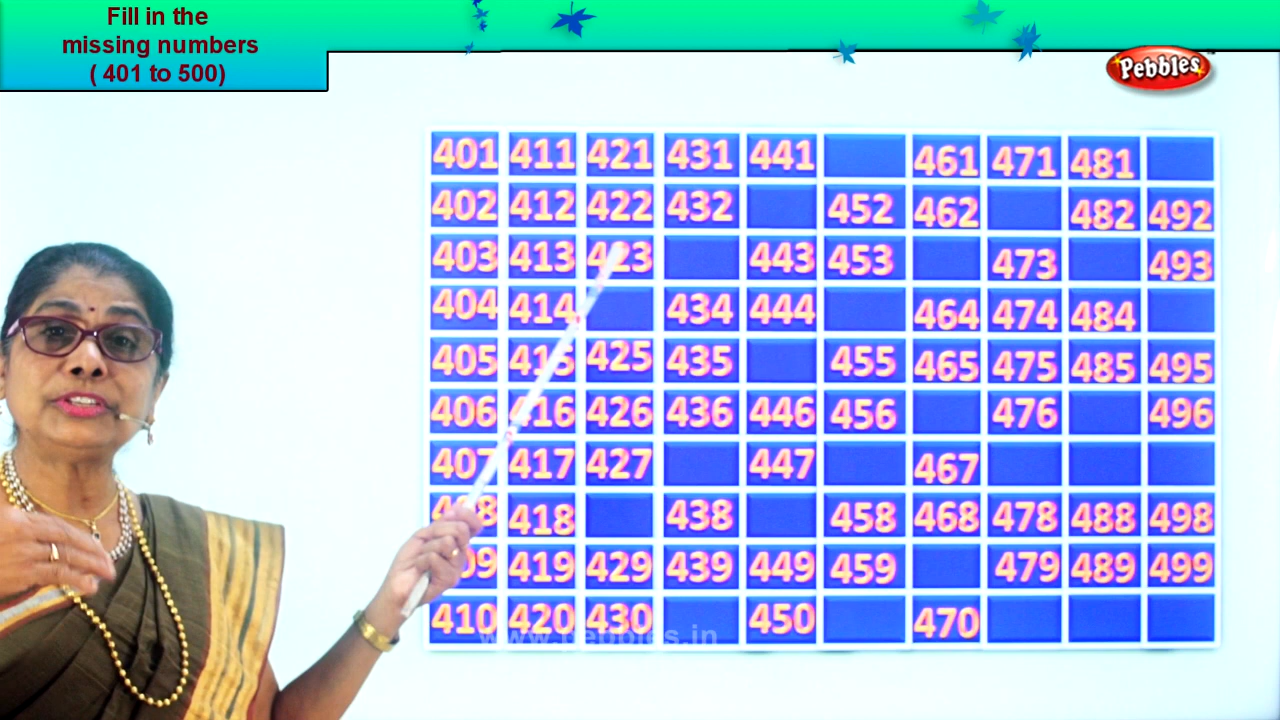 Fill in the
missing numbers
( 401 to 500)
Pebbles
401 411 421 431 441 461 471 481
402 412 422 432 452 462 482 492
403 413 423 443 453 473 493
404 414 434 444 464 474 484
405 415 425 435 455 465 475 485 495
406 416 426 436 446 456 476 496
407 417 427 447 467
418 438 458 468 478 488 498
419 429 439 449 459 479 489 499
410 420 430 450 470
www.pebbles.in